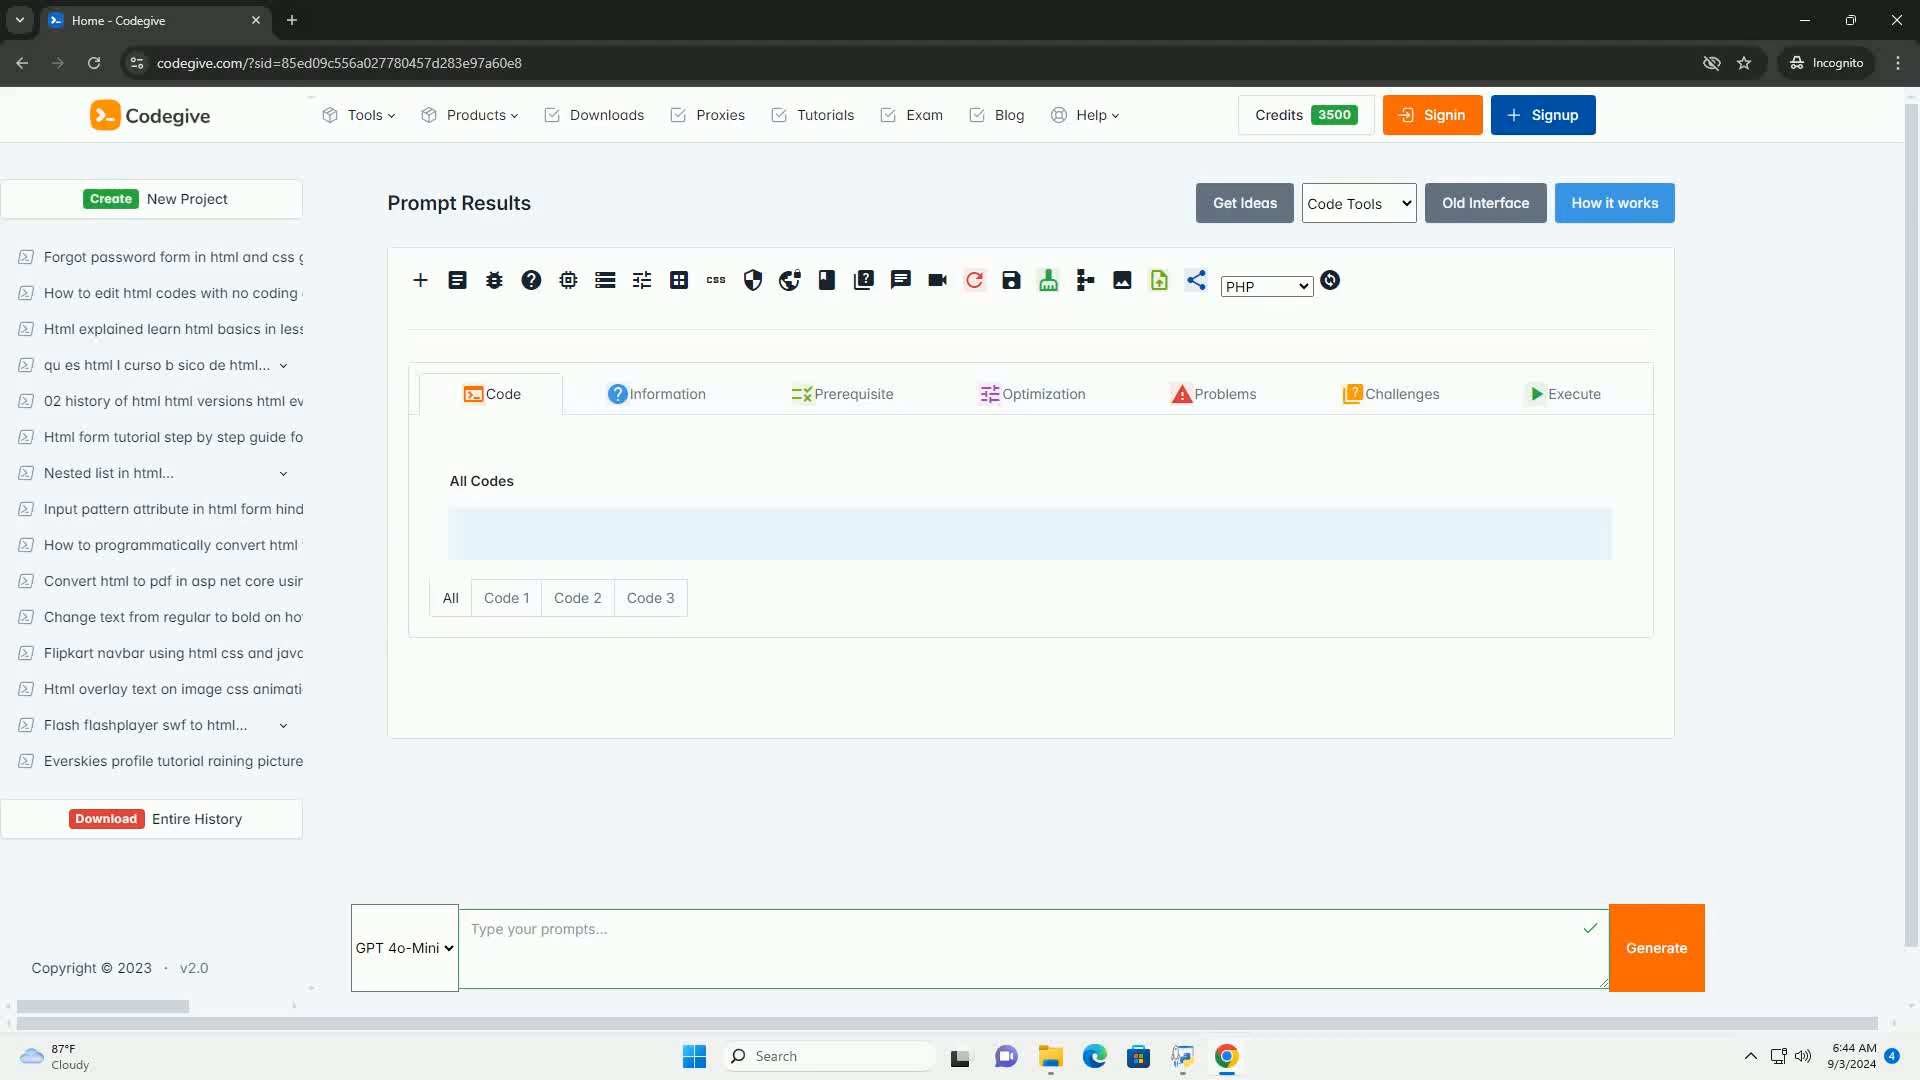 Home - Codegive
codegive.com/?sid=85ed09c556a027780457d283e97a60e8
Incognito
Codegive
Tools
Products
Downloads
Proxies
Tutorials
Exam
Blog
Help
Credits 3500
Signin
Signup
Create New Project
Forgot password form in html and css g
How to edit html codes with no coding
Html explained learn html basics in less
qu es html l curso b sico de html...
02 history of html html versions html ev
Html form tutorial step by step guide fo
Nested list in html...
Input pattern attribute in html form hind
How to programmatically convert html
Convert html to pdf in asp net core usin
Change text from regular to bold on ho
Flipkart navbar using html css and java
Html overlay text on image css animati
Flash flashplayer swf to html...
Everskies profile tutorial raining picture
Download Entire History
Copyright © 2023 · v2.0
Prompt Results
Get Ideas
Code Tools
Old Interface
How it works
CSS
PHP
Code
Information
Prerequisite
Optimization
Problems
Challenges
Execute
All Codes
All
Code 1
Code 2
Code 3
GPT 4o-Mini
Type your prompts...
Generate
87°F
Cloudy
Search
6:44 AM
9/3/2024
4